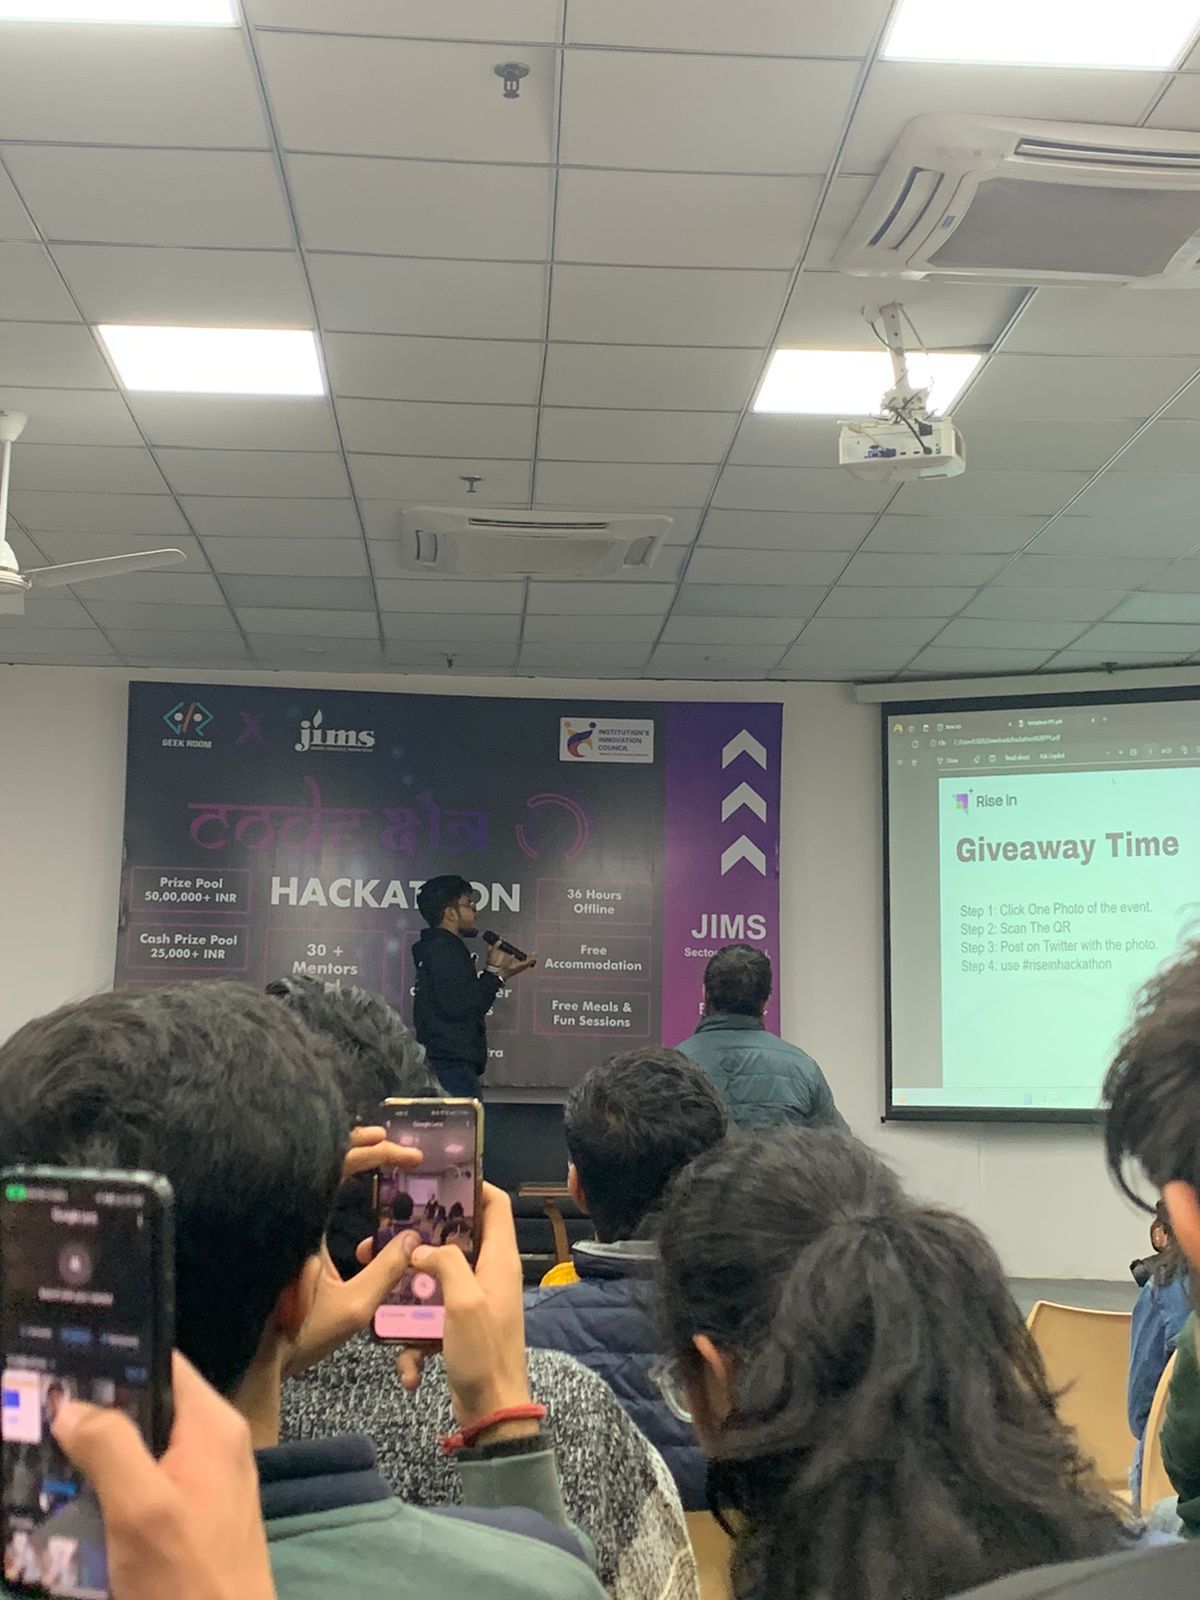 GEEK ROOM
X
jims
INSTITUTION'S
INNOVATION
COUNCIL
code क्षेत्र
HACKAT
ON
Prize Pool
50,00,000+ INR
Cash Prize Pool
25,000+ INR
30 +
Mentors
36 Hours
Offline
Free
Accommodation
Free Meals &
Fun Sessions
JIMS
Rise in
Giveaway Time
Step 1: Click One Photo of the event.
Step 2: Scan The QR
Step 3: Post on Twitter with the photo.
Step 4. use #riseinhackathon
Google Lens